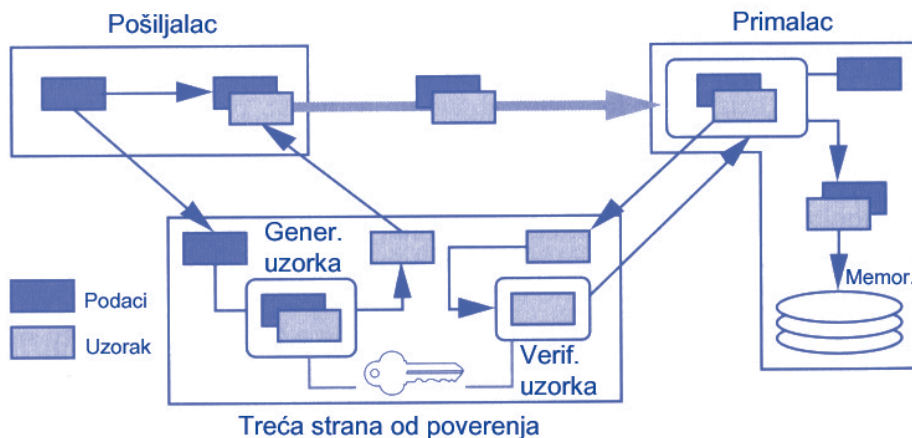 Pošiljalac
Primalac
Gener.
uzorka
Podaci
Uzorak
Memor.
Verif.
uzorka
Treća strana od poverenja